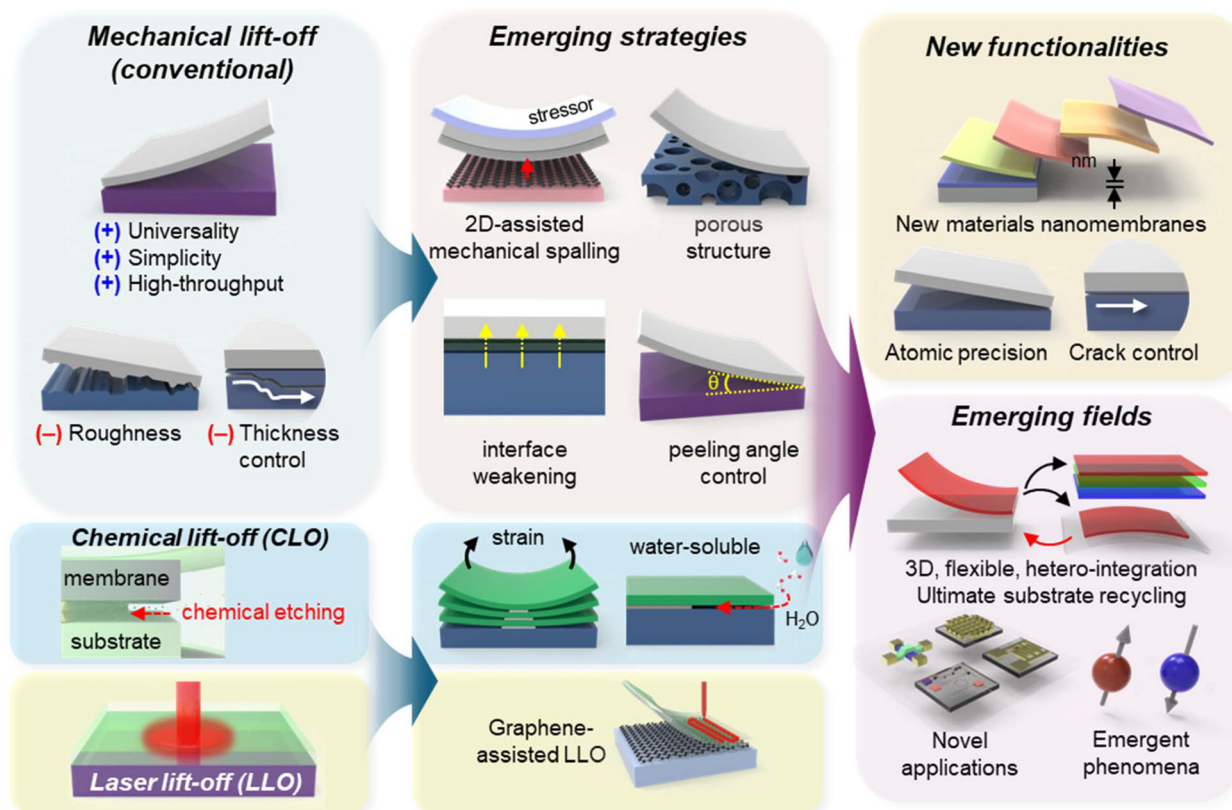 Mechanical lift-off
(conventional)
(+) Universality
(+) Simplicity
(+) High-throughput
(–) Roughness
(–) Thickness
control
Emerging strategies
stressor
2D-assisted
mechanical spalling
porous
structure
interface
weakening
θ
peeling angle
control
New functionalities
nm
New materials nanomembranes
Atomic precision
Crack control
Chemical lift-off (CLO)
membrane
chemical etching
substrate
strain
water-soluble
H₂O
Laser lift-off (LLO)
Graphene-
assisted LLO
Emerging fields
3D, flexible, hetero-integration
Ultimate substrate recycling
Novel
applications
Emergent
phenomena